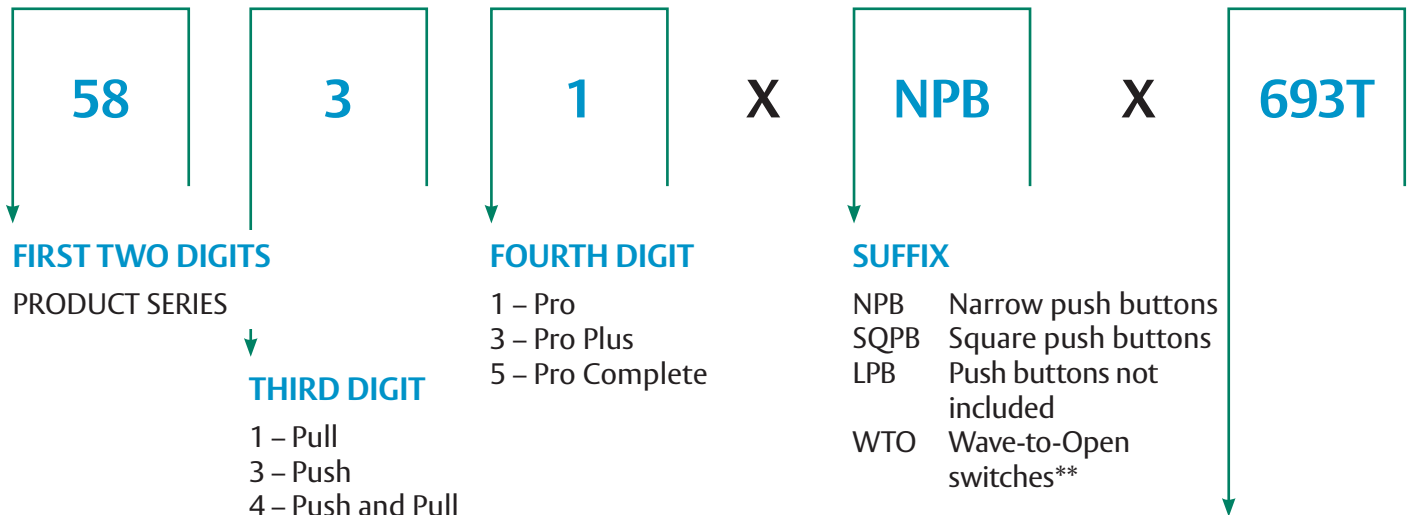 58 3 1 X NPB X 693T
FIRST TWO DIGITS
PRODUCT SERIES
THIRD DIGIT
1 – Pull
3 – Push
4 – Push and Pull
FOURTH DIGIT
1 – Pro
3 – Pro Plus
5 – Pro Complete
SUFFIX
NPB Narrow push buttons
SQPB Square push buttons
LPB Push buttons not
included
WTO Wave-to-Open
switches**